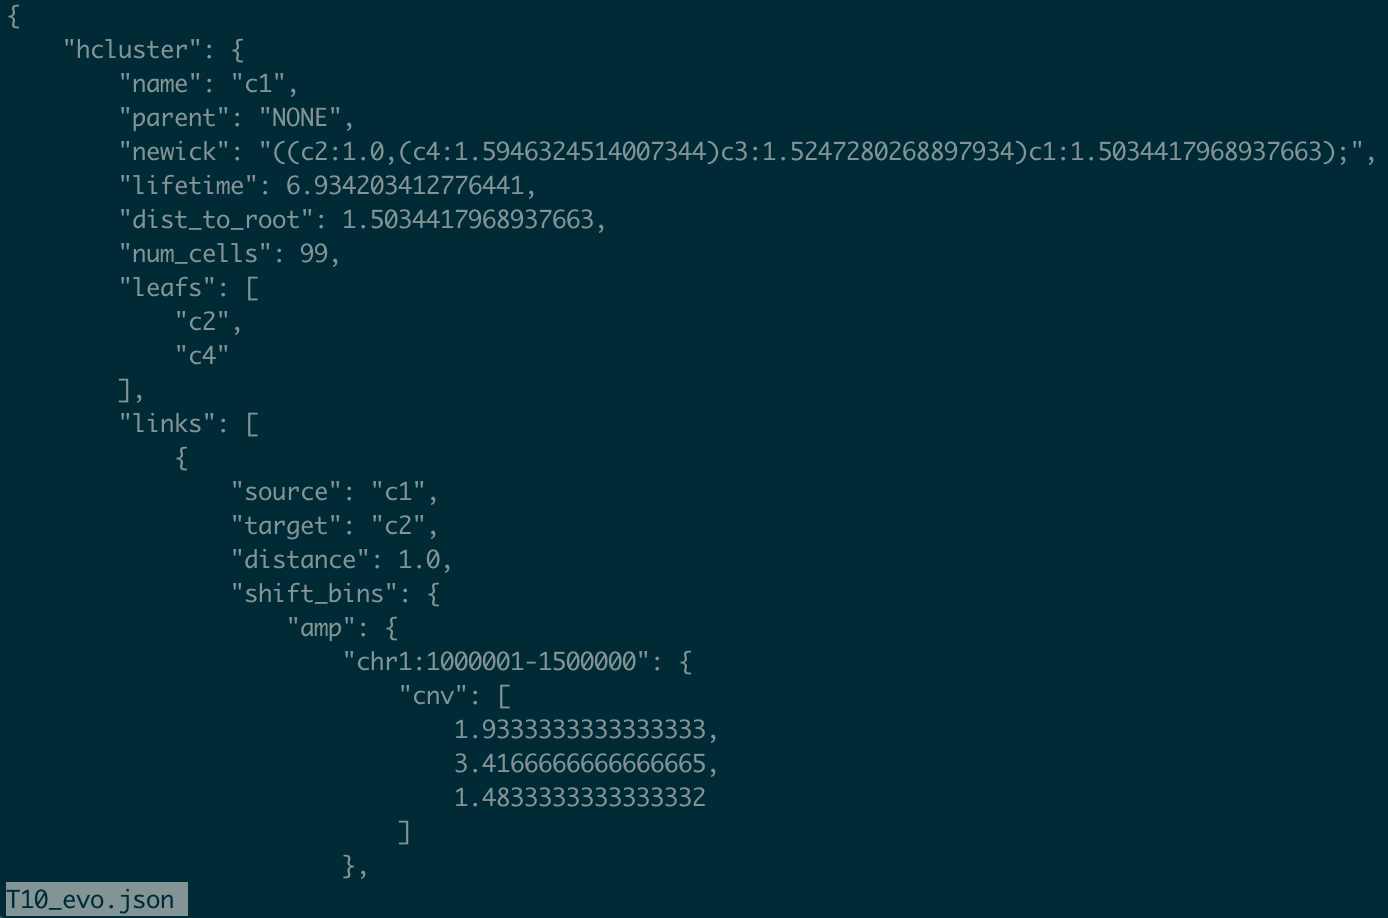 {
"hcluster": {
"name": "c1",
"parent": "NONE",
"newick": "((c2:1.0,(c4:1.5946324514007344)c3:1.5247280268897934)c1:1.5034417968937663);",
"lifetime": 6.934203412776441,
"dist_to_root": 1.5034417968937663,
"num_cells": 99,
"leafs": [
"c2",
"c4"
],
"links": [
{
"source": "c1",
"target": "c2",
"distance": 1.0,
"shift_bins": {
"amp": {
"chr1:1000001-1500000": {
"cnv": [
1.9333333333333333,
3.4166666666666665,
1.4833333333333332
]
},
T10_evo.json